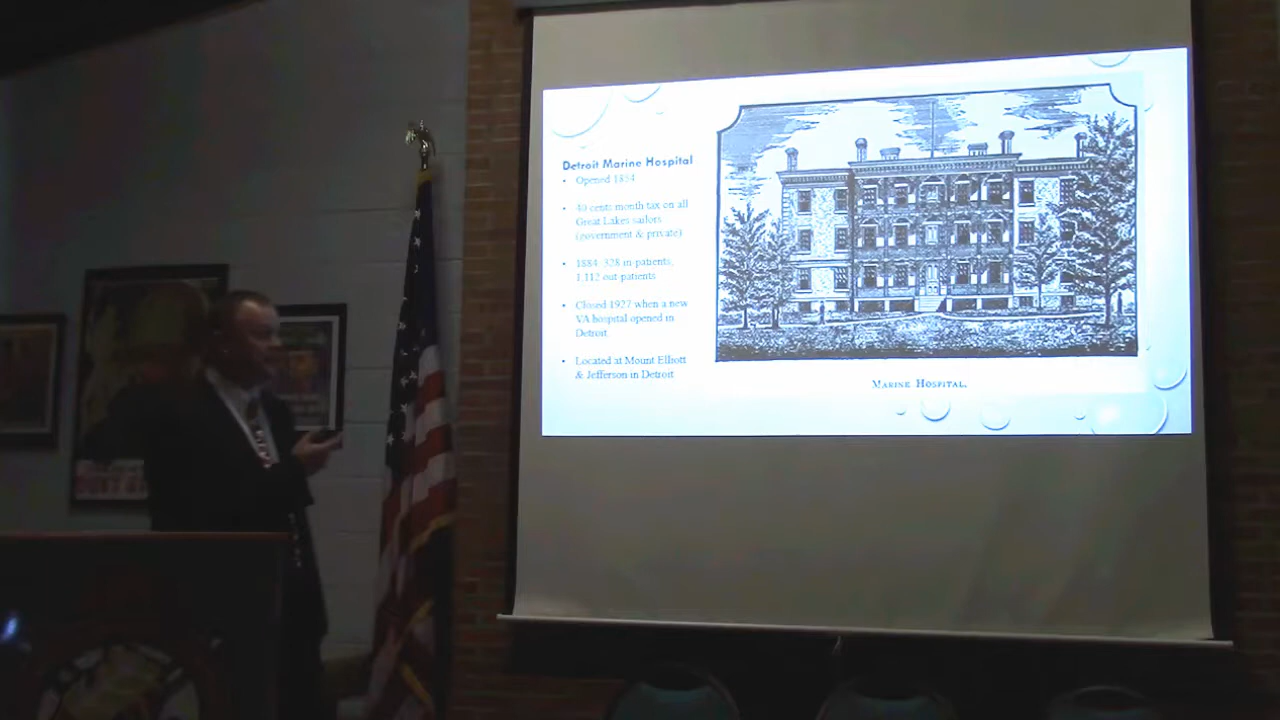 Detroit Marine Hospital
• Opened 1854
• 40 cents month tax on all
Great Lakes sailors
(government & private)
• 1884: 328 in-patients,
1,112 out-patients
• Closed 1927 when a new
VA hospital opened in
Detroit
• Located at Mount Elliott
& Jefferson in Detroit
MARINE HOSPITAL.